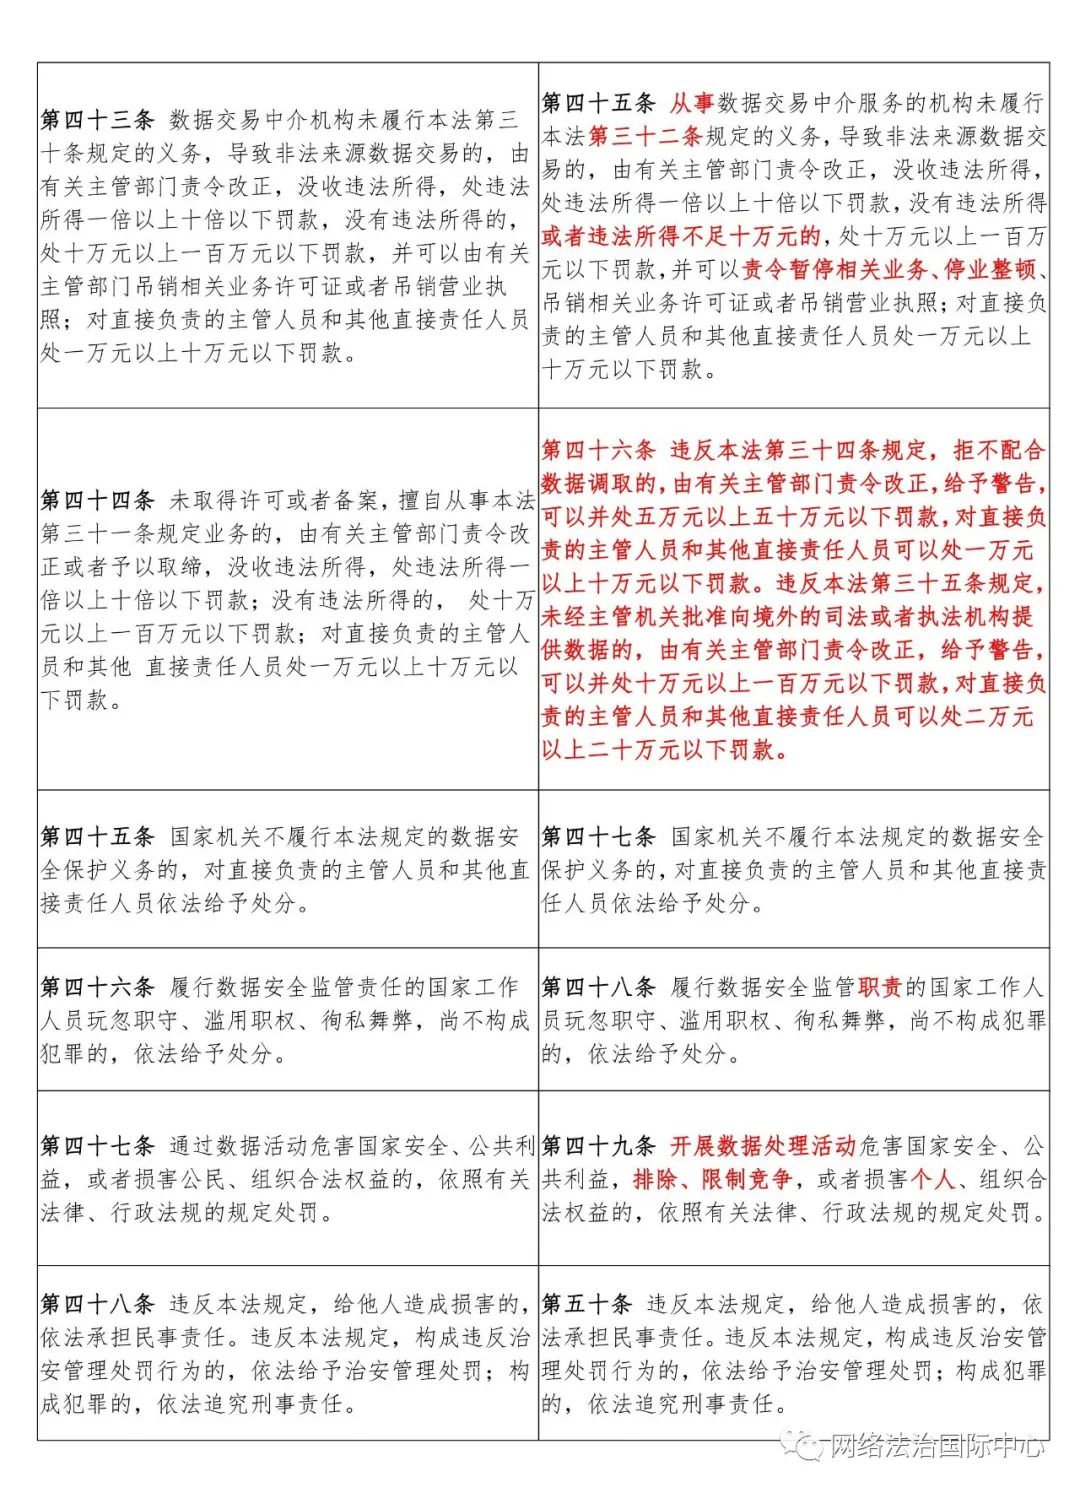 第四十三条 数据交易中介机构未履行本法第三
十条规定的义务，导致非法来源数据交易的，由
有关主管部门责令改正，没收违法所得，处违法
所得一倍以上十倍以下罚款，没有违法所得的，
处十万元以上一百万元以下罚款，并可以由有关
主管部门吊销相关业务许可证或者吊销营业执
照；对直接负责的主管人员和其他直接责任人员
处一万元以上十万元以下罚款。
第四十五条 从事数据交易中介服务的机构未履行
本法第三十二条规定的义务，导致非法来源数据交
易的，由有关主管部门责令改正，没收违法所得，
处违法所得一倍以上十倍以下罚款，没有违法所得
或者违法所得不足十万元的，处十万元以上一百万
元以下罚款，并可以责令暂停相关业务、停业整顿、
吊销相关业务许可证或者吊销营业执照；对直接负
责的主管人员和其他直接责任人员处一万元以上
十万元以下罚款。
第四十四条 未取得许可或者备案，擅自从事本法
第三十一条规定业务的，由有关主管部门责令改
正或者予以取缔，没收违法所得，处违法所得一
倍以上十倍以下罚款；没有违法所得的， 处十万
元以上一百万元以下罚款；对直接负责的主管人
员和其他 直接责任人员处一万元以上十万元以
下罚款。
第四十六条 违反本法第三十四条规定，拒不配合
数据调取的，由有关主管部门责令改正，给予警告，
可以并处五万元以上五十万元以下罚款，对直接负
责的主管人员和其他直接责任人员可以处一万元
以上十万元以下罚款。违反本法第三十五条规定，
未经主管机关批准向境外的司法或者执法机构提
供数据的，由有关主管部门责令改正，给予警告，
可以并处十万元以上一百万元以下罚款，对直接负
责的主管人员和其他直接责任人员可以处二万元
以上二十万元以下罚款。
第四十五条 国家机关不履行本法规定的数据安
全保护义务的，对直接负责的主管人员和其他直
接责任人员依法给予处分。
第四十七条 国家机关不履行本法规定的数据安全
保护义务的，对直接负责的主管人员和其他直接责
任人员依法给予处分。
第四十六条 履行数据安全监管责任的国家工作
人员玩忽职守、滥用职权、徇私舞弊，尚不构成
犯罪的，依法给予处分。
第四十八条 履行数据安全监管职责的国家工作人
员玩忽职守、滥用职权、徇私舞弊，尚不构成犯罪
的，依法给予处分。
第四十七条 通过数据活动危害国家安全、公共利
益，或者损害公民、组织合法权益的，依照有关
法律、行政法规的规定处罚。
第四十九条 开展数据处理活动危害国家安全、公
共利益，排除、限制竞争，或者损害个人、组织合
法权益的，依照有关法律、行政法规的规定处罚。
第四十八条 违反本法规定，给他人造成损害的，
依法承担民事责任。违反本法规定，构成违反治
安管理处罚行为的，依法给予治安管理处罚；构
成犯罪的，依法追究刑事责任。
第五十条 违反本法规定，给他人造成损害的，依
法承担民事责任。违反本法规定，构成违反治安管
理处罚行为的，依法给予治安管理处罚；构成犯罪
的，依法追究刑事责任。
网络法治国际中心